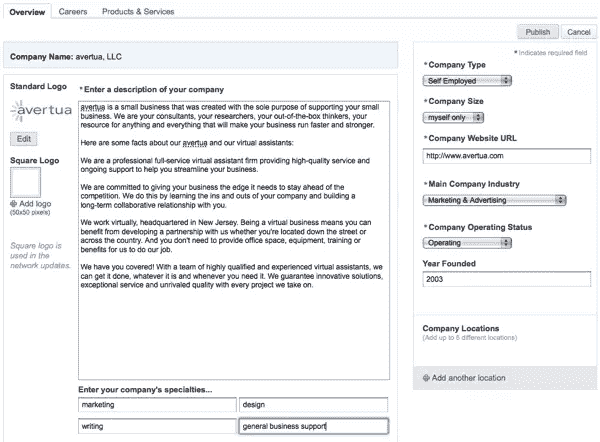 Overview Careers Products & Services
Publish Cancel
* Indicates required field
Company Name: avertua, LLC
Standard Logo
avertua
Edit
Square Logo
Add logo
(50x50 pixels)
Square logo is
used in the
network updates.
* Enter a description of your company
avertua is a small business that was created with the sole purpose of supporting your small
business. We are your consultants, your researchers, your out-of-the-box thinkers, your
resource for anything and everything that will make your business run faster and stronger.
Here are some facts about our avertua and our virtual assistants:
We are a professional full-service virtual assistant firm providing high-quality service and
ongoing support to help you streamline your business.
We are committed to giving your business the edge it needs to stay ahead of the
competition. We do this by learning the ins and outs of your company and building a
long-term collaborative relationship with you.
We work virtually, headquartered in New Jersey. Being a virtual business means you can
benefit from developing a partnership with us whether you're located down the street or
across the country. And you don't need to provide office space, equipment, training or
benefits for us to do our job.
We have you covered! With a team of highly qualified and experienced virtual assistants, we
can get it done, whatever it is and whenever you need it. We guarantee innovative solutions,
exceptional service and unrivaled quality with every project we take on.
Enter your company's specialties...
marketing design
writing general business support
* Company Type
Self Employed
* Company Size
myself only
* Company Website URL
http://www.avertua.com
* Main Company Industry
Marketing & Advertising
* Company Operating Status
Operating
Year Founded
2003
Company Locations
(Add up to 5 different locations)
Add another location